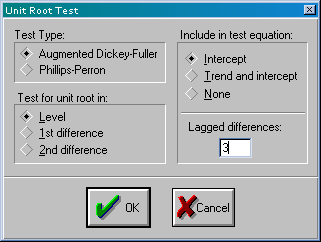 Unit Root Test
Test Type:
Augmented Dickey-Fuller
Phillips-Perron
Test for unit root in:
Level
1st difference
2nd difference
Include in test equation:
Intercept
Trend and intercept
None
Lagged differences:
3
OK
Cancel